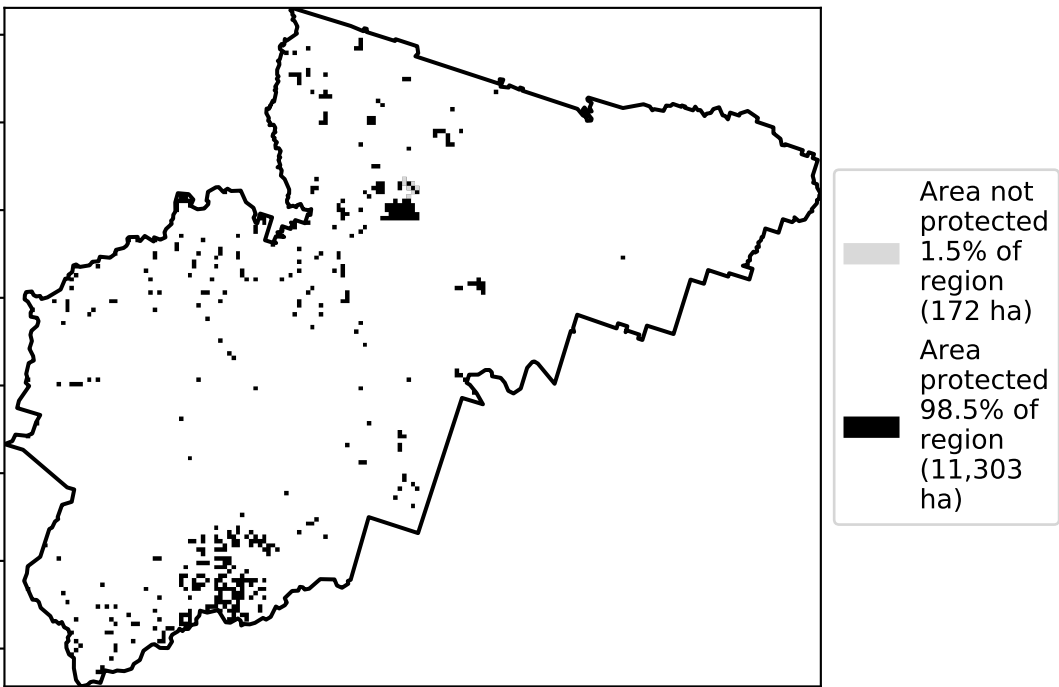 Area not
protected
1.5% of
region
(172 ha)
Area
protected
98.5% of
region
(11,303
ha)